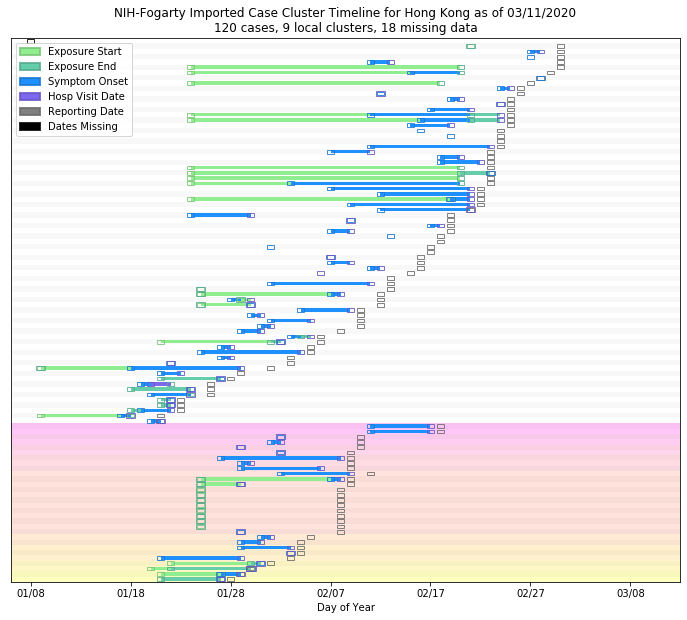 NIH-Fogarty Imported Case Cluster Timeline for Hong Kong as of 03/11/2020
120 cases, 9 local clusters, 18 missing data
Exposure Start
Exposure End
Symptom Onset
Hosp Visit Date
Reporting Date
Dates Missing
01/08 01/18 01/28 02/07 02/17 02/27 03/08
Day of Year